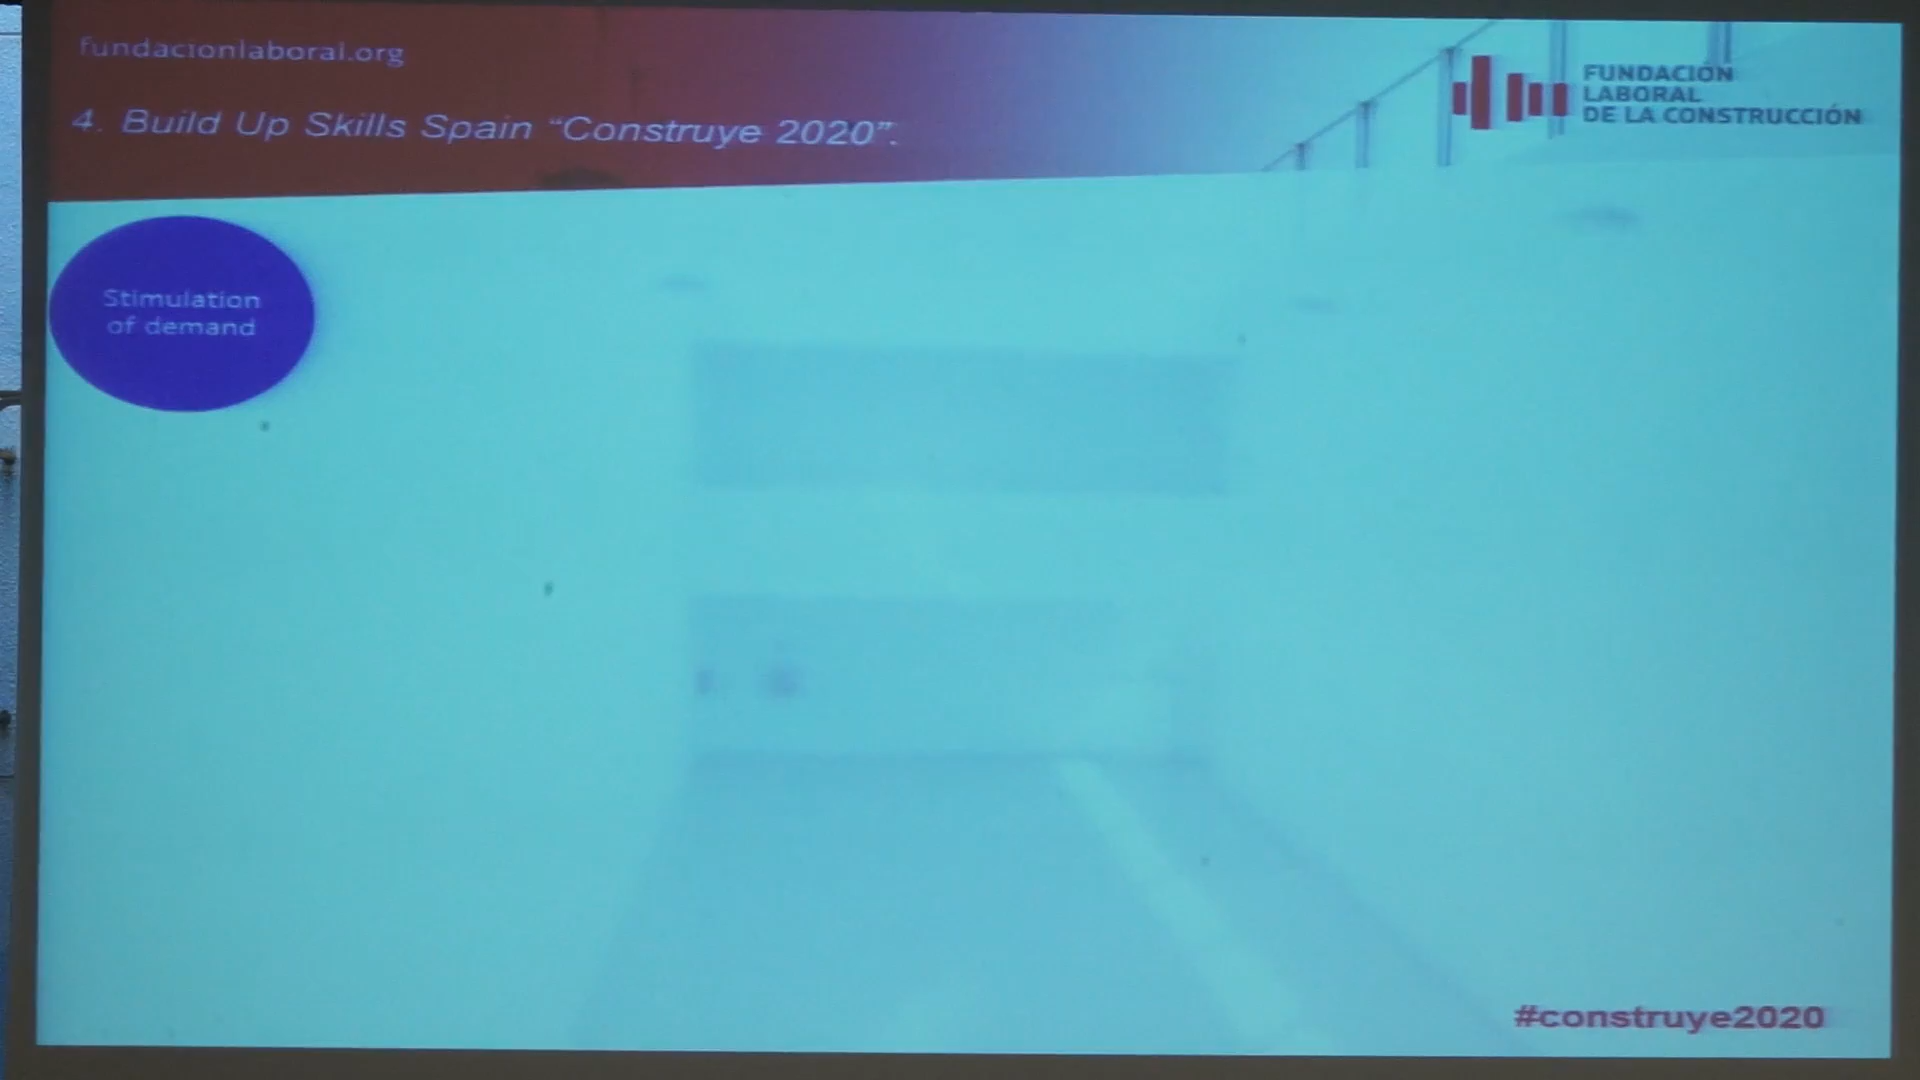 fundacionlaboral.org
4. Build Up Skills Spain “Construye 2020”.
FUNDACIÓN
LABORAL
DE LA CONSTRUCCIÓN
Stimulation
of demand
#construye2020